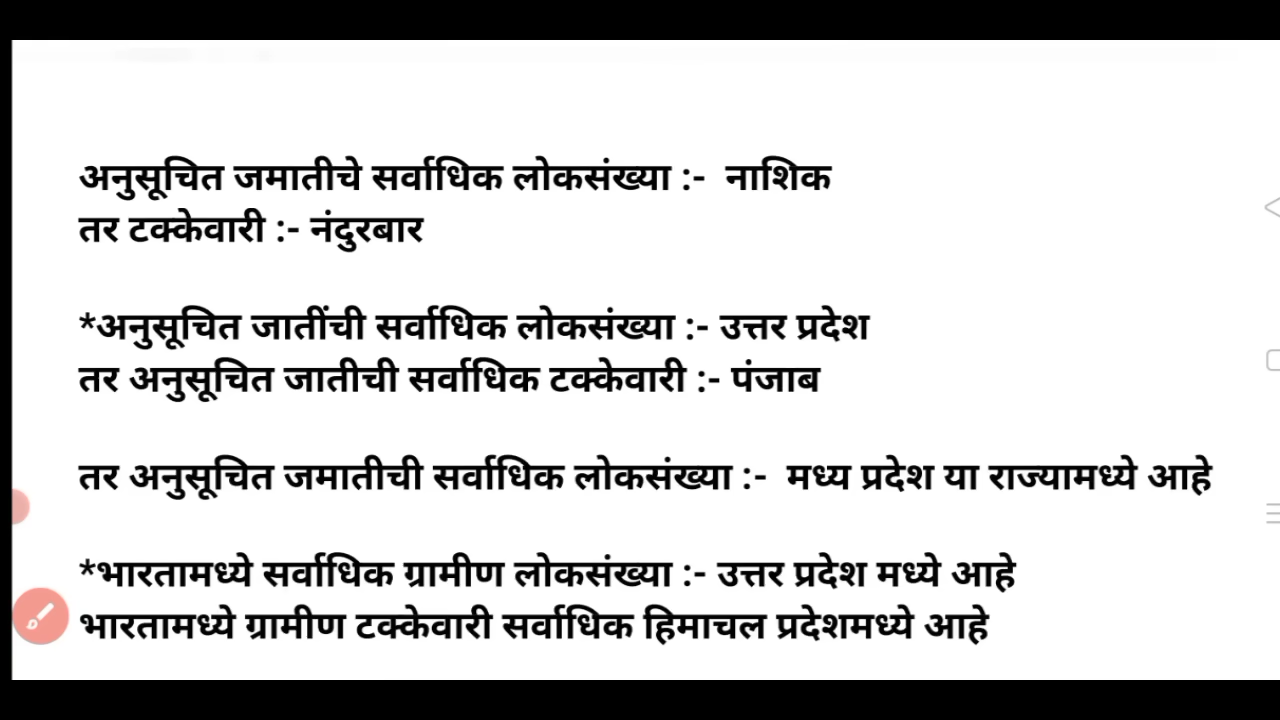 अनुसूचित जमातीचे सर्वाधिक लोकसंख्या :- नाशिक
तर टक्केवारी :- नंदुरबार
*अनुसूचित जातींची सर्वाधिक लोकसंख्या :- उत्तर प्रदेश
तर अनुसूचित जातीची सर्वाधिक टक्केवारी :- पंजाब
तर अनुसूचित जमातीची सर्वाधिक लोकसंख्या :- मध्य प्रदेश या राज्यामध्ये आहे
*भारतामध्ये सर्वाधिक ग्रामीण लोकसंख्या :- उत्तर प्रदेश मध्ये आहे
भारतामध्ये ग्रामीण टक्केवारी सर्वाधिक हिमाचल प्रदेशमध्ये आहे